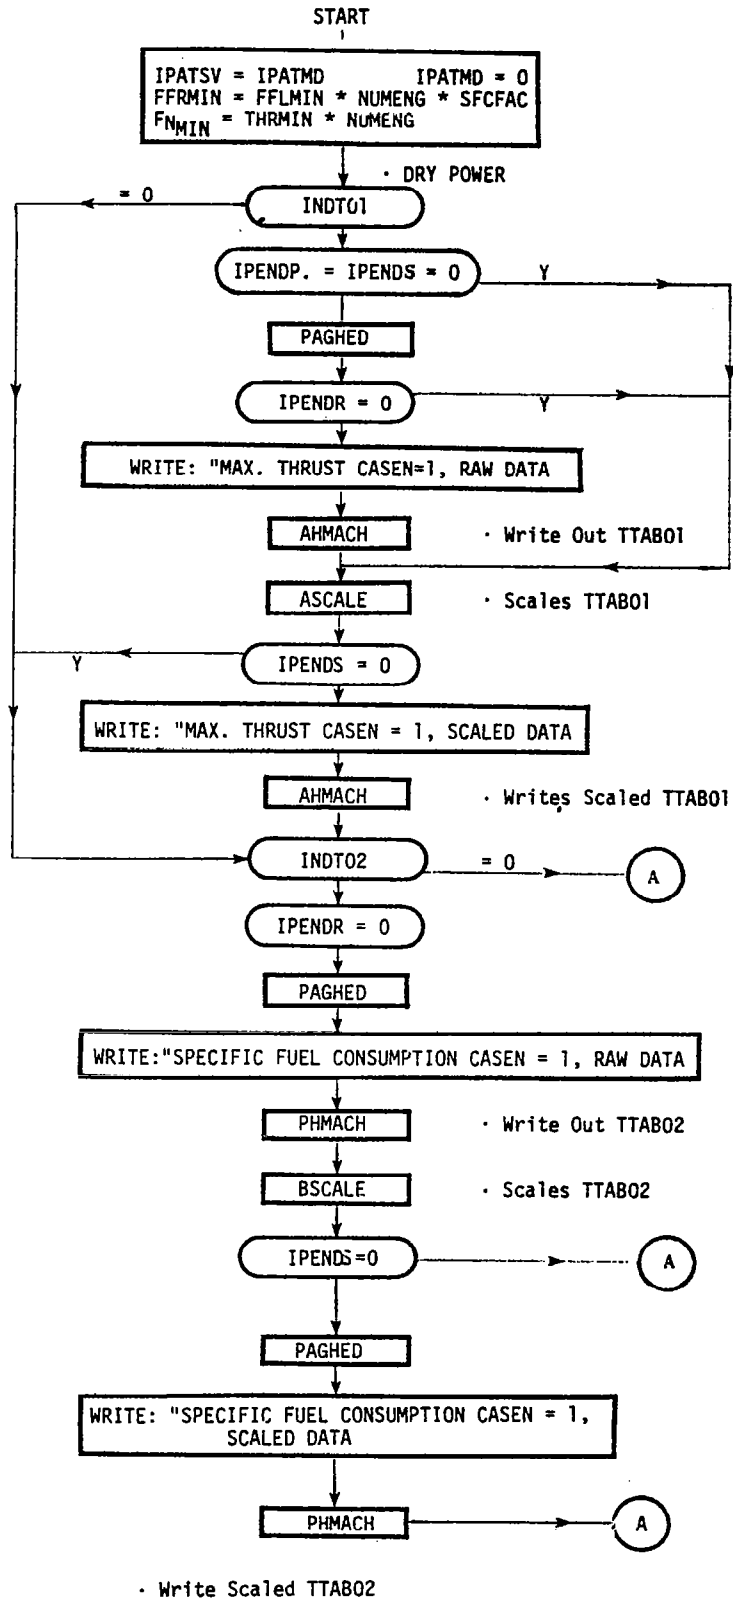 START
IPATSV = IPATMD IPATMD = 0
FFRMIN = FFLMIN * NUMENG * SFCFAC
FNMIN = THRMIN * NUMENG
· DRY POWER
= 0
INDT01
IPENDP. = IPENDS = 0
Y
PAGHED
IPENDR = 0
Y
WRITE: "MAX. THRUST CASEN=1, RAW DATA
AHMACH
· Write Out TTAB01
ASCALE
· Scales TTAB01
IPENDS = 0
Y
WRITE: "MAX. THRUST CASEN = 1, SCALED DATA
AHMACH
· Writes Scaled TTAB01
INDT02
= 0
A
IPENDR = 0
PAGHED
WRITE:"SPECIFIC FUEL CONSUMPTION CASEN = 1, RAW DATA
PHMACH
· Write Out TTAB02
BSCALE
· Scales TTAB02
IPENDS=0
A
PAGHED
WRITE: "SPECIFIC FUEL CONSUMPTION CASEN = 1,
SCALED DATA
PHMACH
A
· Write Scaled TTAB02